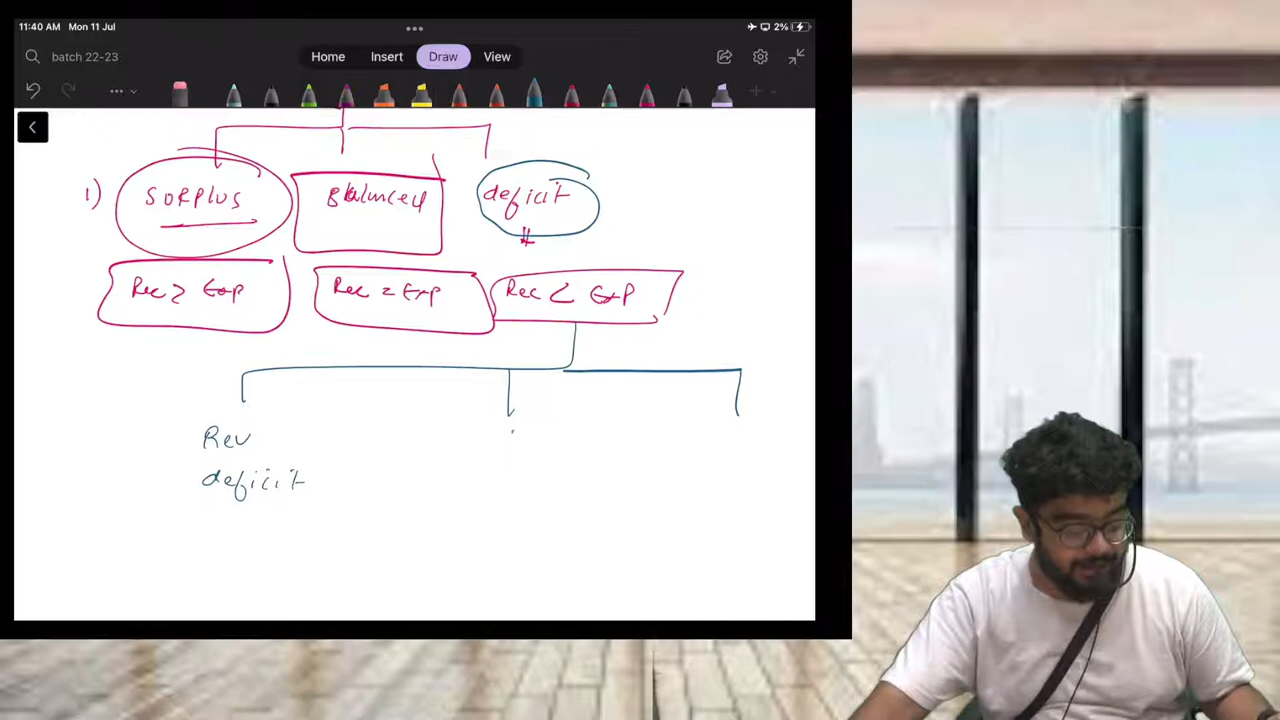 11:40 AM Mon 11 Jul
2%
batch 22-23
Home Insert Draw View
1) SURPLUS Balanced deficit
Rec > Exp Rec = Exp Rec < EXP
Rev
deficit